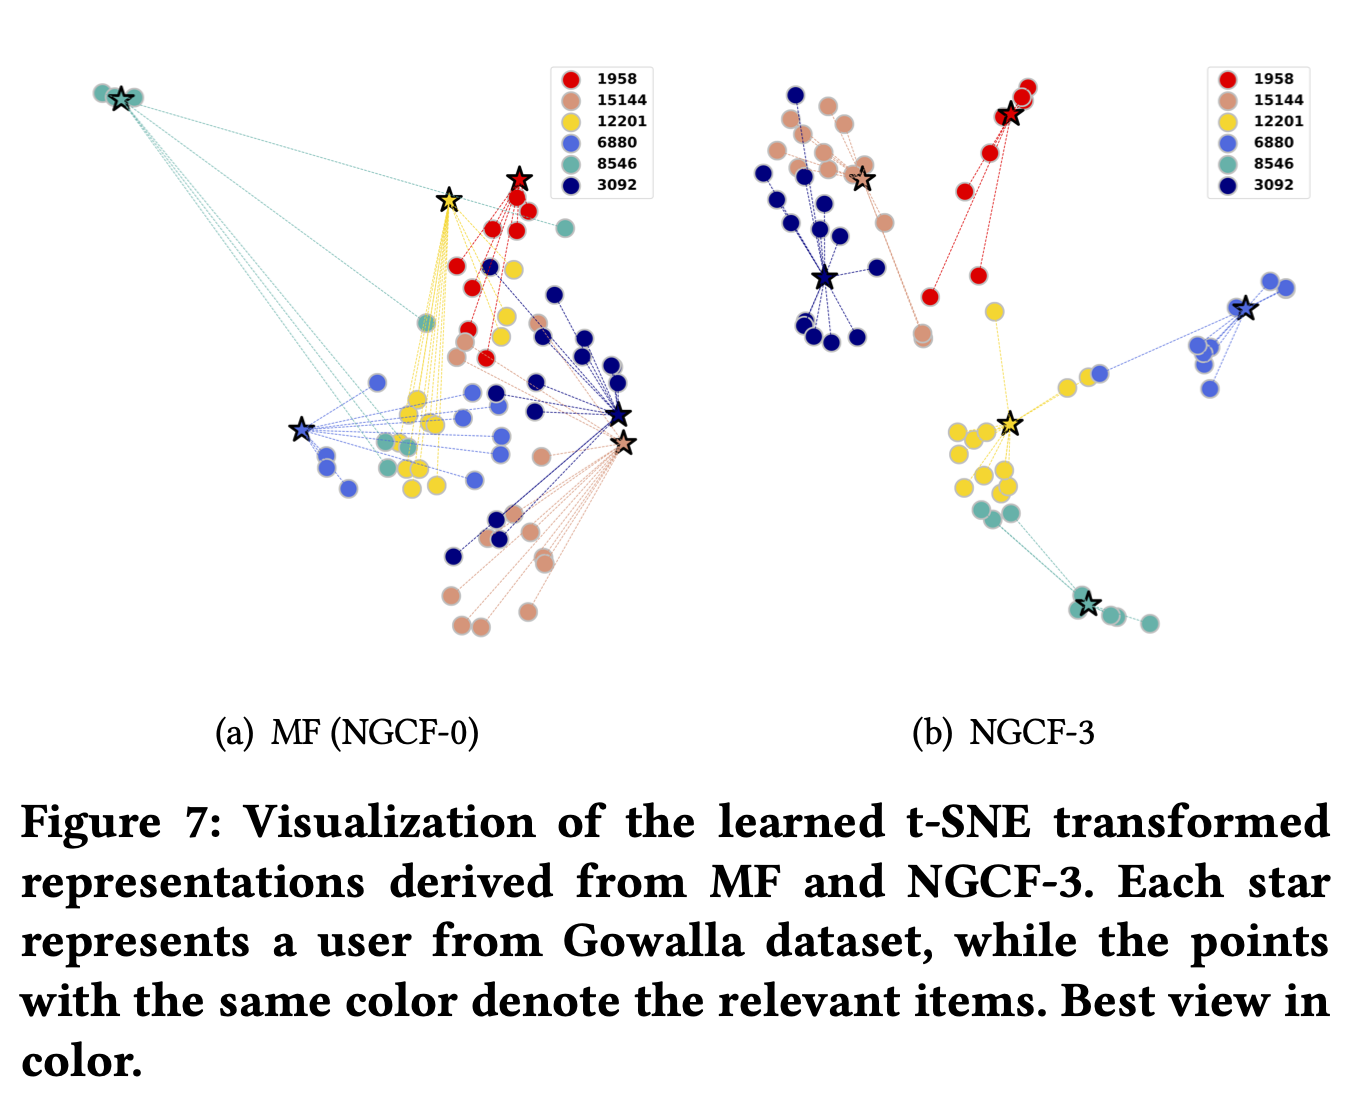 1958
15144
12201
6880
8546
3092
1958
15144
12201
6880
8546
3092
(a) MF (NGCF-0)
(b) NGCF-3
Figure 7: Visualization of the learned t-SNE transformed
representations derived from MF and NGCF-3. Each star
represents a user from Gowalla dataset, while the points
with the same color denote the relevant items. Best view in
color.